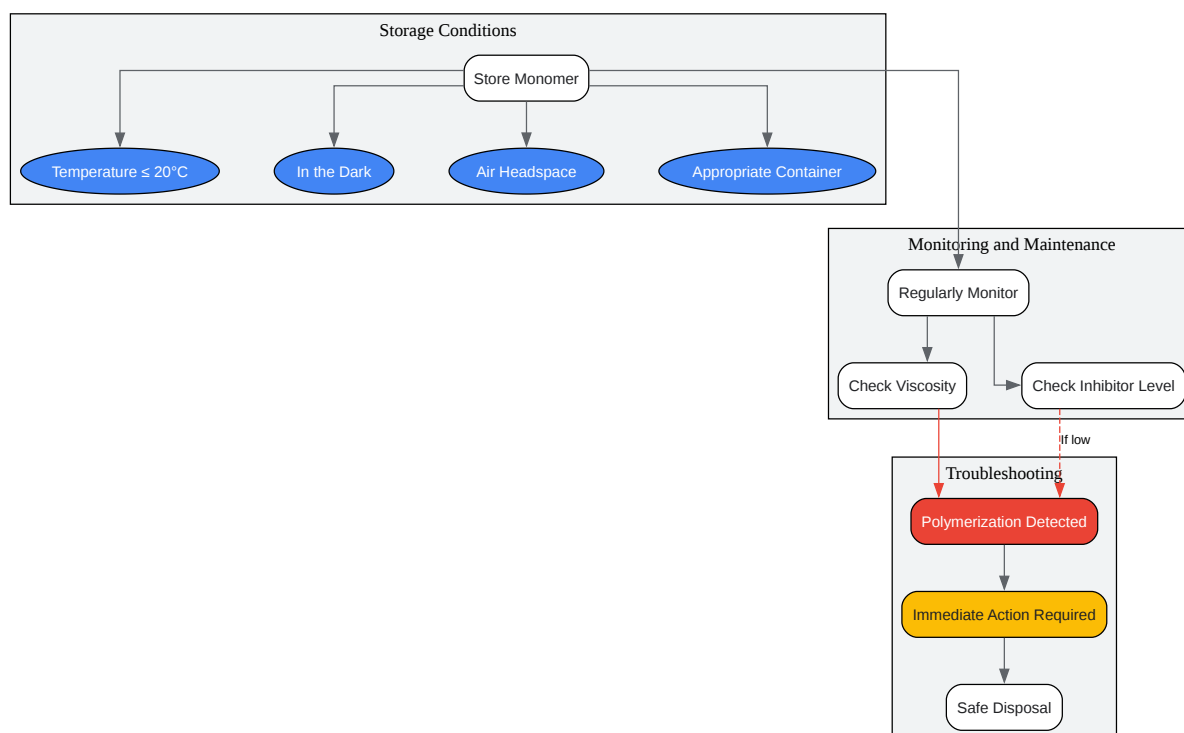 Storage Conditions
Store Monomer
Temperature ≤ 20°C
In the Dark
Air Headspace
Appropriate Container
Monitoring and Maintenance
Regularly Monitor
Check Viscosity
Check Inhibitor Level
If low
Troubleshooting
Polymerization Detected
Immediate Action Required
Safe Disposal